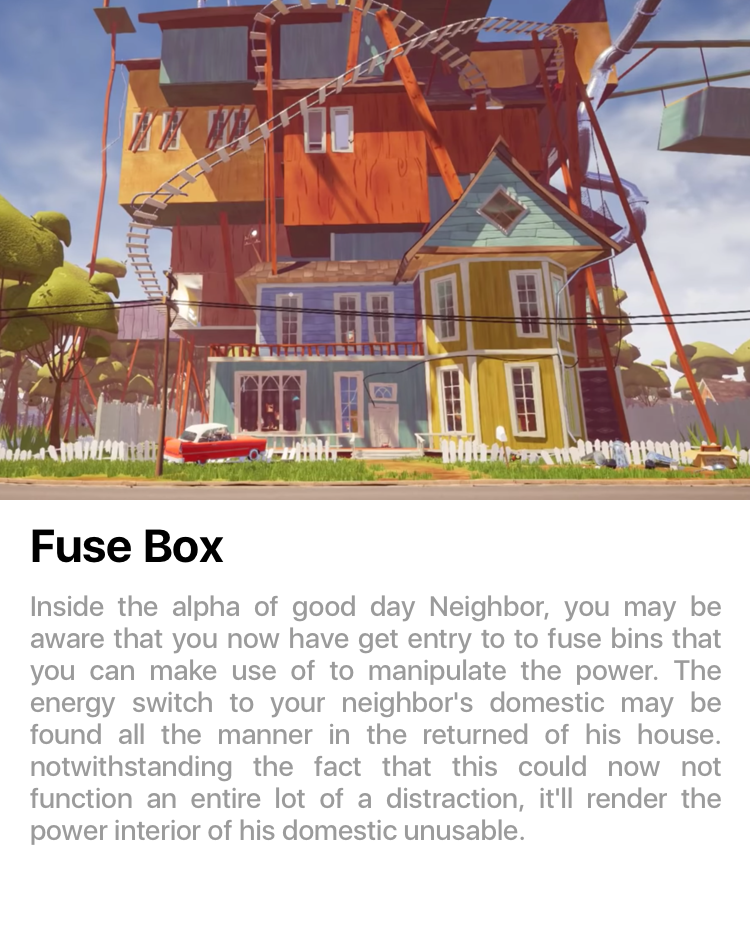 Fuse Box
Inside the alpha of good day Neighbor, you may be
aware that you now have get entry to to fuse bins that
you can make use of to manipulate the power. The
energy switch to your neighbor's domestic may be
found all the manner in the returned of his house.
notwithstanding the fact that this could now not
function an entire lot of a distraction, it'll render the
power interior of his domestic unusable.